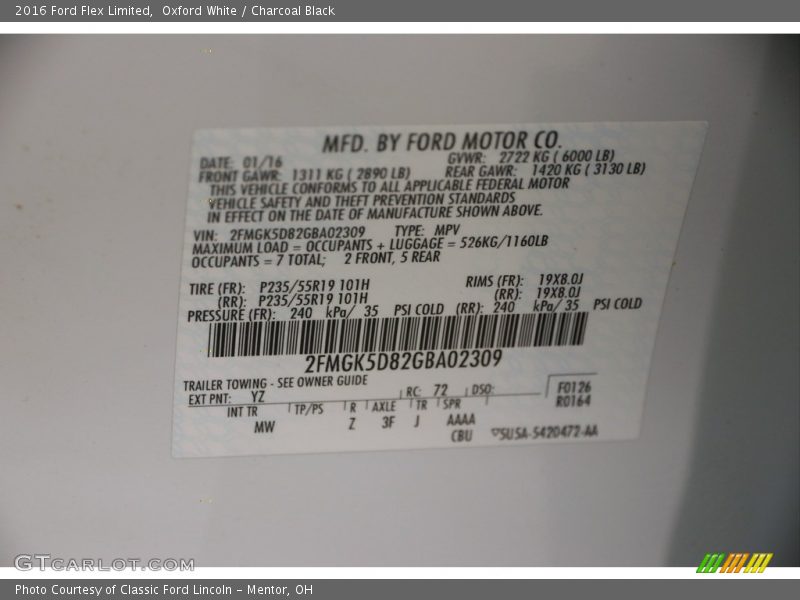 2016 Ford Flex Limited, Oxford White / Charcoal Black
MFD. BY FORD MOTOR CO.
DATE: 01/16 GVWR: 2722 KG ( 6000 LB)
FRONT GAWR: 1311 KG ( 2890 LB) REAR GAWR: 1420 KG ( 3130 LB)
THIS VEHICLE CONFORMS TO ALL APPLICABLE FEDERAL MOTOR
VEHICLE SAFETY AND THEFT PREVENTION STANDARDS
IN EFFECT ON THE DATE OF MANUFACTURE SHOWN ABOVE.
VIN: 2FMGK5D82GBA02309 TYPE: MPV
MAXIMUM LOAD = OCCUPANTS + LUGGAGE = 526KG/1160LB
OCCUPANTS = 7 TOTAL; 2 FRONT, 5 REAR
TIRE (FR): P235/55R19 101H RIMS (FR): 19X8.0J
(RR): P235/55R19 101H (RR): 19X8.0J
PRESSURE (FR): 240 kPa/ 35 PSI COLD (RR): 240 kPa/ 35 PSI COLD
2FMGK5D82GBA02309
TRAILER TOWING - SEE OWNER GUIDE
EXT PNT: YZ RC: 72 DSO: F0126
R0164
INT TR TP/PS R AXLE TR SPR
MW Z 3F J AAAA
CBU 5U5A-5420472-AA
GTCARLOT.COM
Photo Courtesy of Classic Ford Lincoln – Mentor, OH